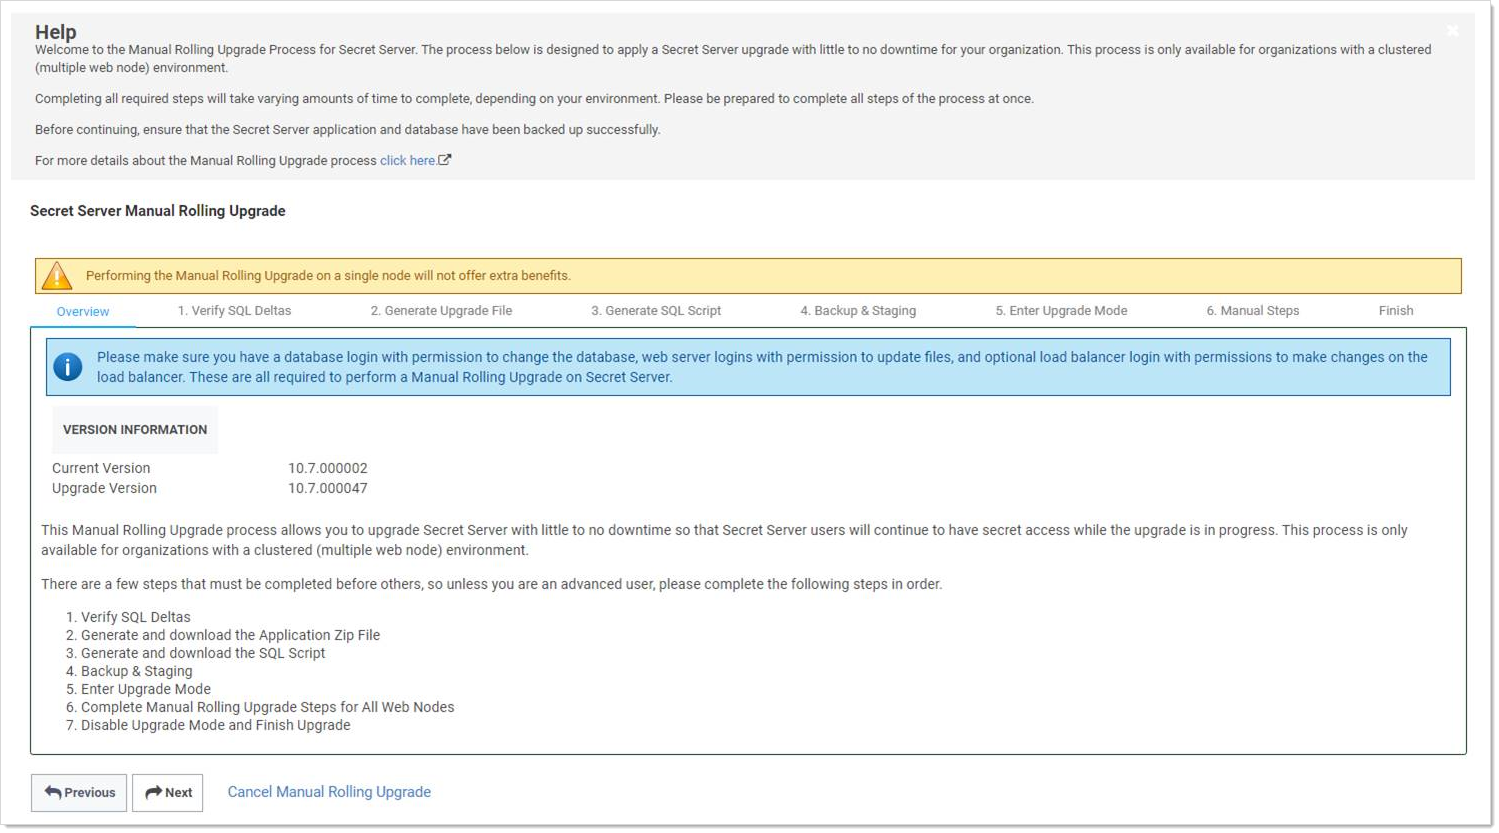 Help
Welcome to the Manual Rolling Upgrade Process for Secret Server. The process below is designed to apply a Secret Server upgrade with little to no downtime for your organization. This process is only available for organizations with a clustered
(multiple web node) environment.
Completing all required steps will take varying amounts of time to complete, depending on your environment. Please be prepared to complete all steps of the process at once.
Before continuing, ensure that the Secret Server application and database have been backed up successfully.
For more details about the Manual Rolling Upgrade process click here.
Secret Server Manual Rolling Upgrade
Performing the Manual Rolling Upgrade on a single node will not offer extra benefits.
Overview 1. Verify SQL Deltas 2. Generate Upgrade File 3. Generate SQL Script 4. Backup & Staging 5. Enter Upgrade Mode 6. Manual Steps Finish
Please make sure you have a database login with permission to change the database, web server logins with permission to update files, and optional load balancer login with permissions to make changes on the
load balancer. These are all required to perform a Manual Rolling Upgrade on Secret Server.
VERSION INFORMATION
Current Version 10.7.000002
Upgrade Version 10.7.000047
This Manual Rolling Upgrade process allows you to upgrade Secret Server with little to no downtime so that Secret Server users will continue to have secret access while the upgrade is in progress. This process is only
available for organizations with a clustered (multiple web node) environment.
There are a few steps that must be completed before others, so unless you are an advanced user, please complete the following steps in order.
1. Verify SQL Deltas
2. Generate and download the Application Zip File
3. Generate and download the SQL Script
4. Backup & Staging
5. Enter Upgrade Mode
6. Complete Manual Rolling Upgrade Steps for All Web Nodes
7. Disable Upgrade Mode and Finish Upgrade
Previous Next Cancel Manual Rolling Upgrade